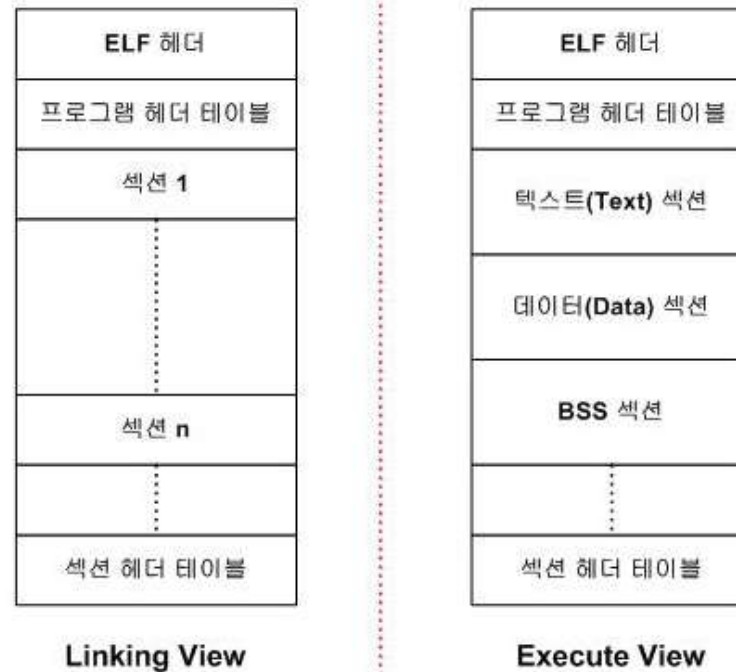 ELF 헤더
프로그램 헤더 테이블
섹션 1
섹션 n
섹션 헤더 테이블
Linking View
ELF 헤더
프로그램 헤더 테이블
텍스트(Text) 섹션
데이터(Data) 섹션
BSS 섹션
섹션 헤더 테이블
Execute View